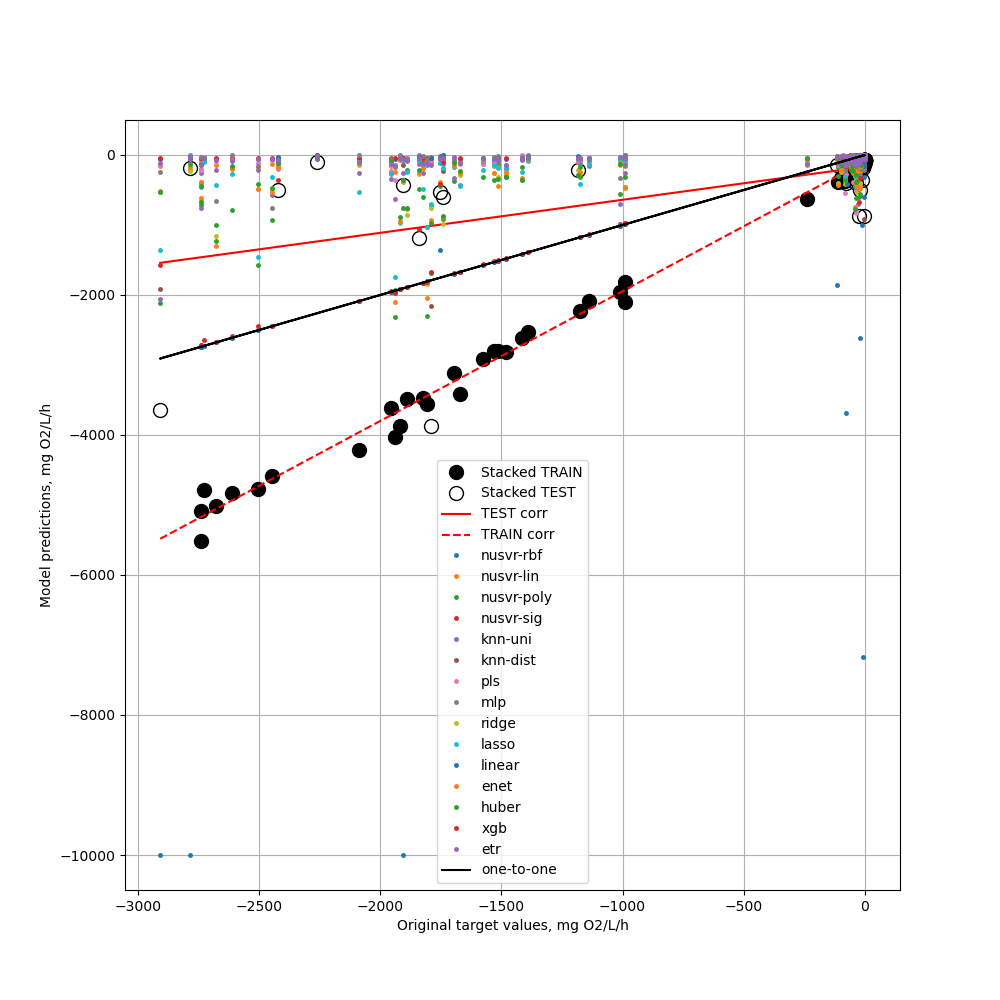 0
−2000
−4000
−6000
−8000
−10000
Model predictions, mg O2/L/h
Stacked TRAIN
Stacked TEST
TEST corr
TRAIN corr
nusvr-rbf
nusvr-lin
nusvr-poly
nusvr-sig
knn-uni
knn-dist
pls
mlp
ridge
lasso
linear
enet
huber
xgb
etr
one-to-one
−3000 −2500 −2000 −1500 −1000 −500 0
Original target values, mg O2/L/h